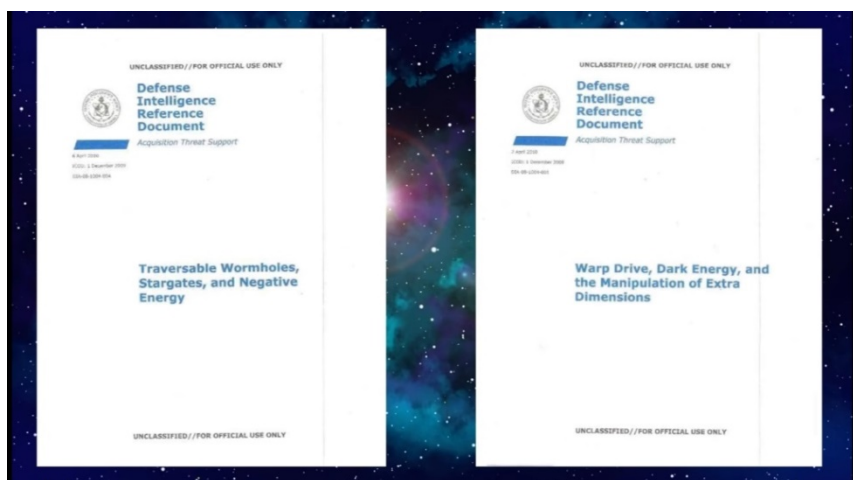 UNCLASSIFIED//FOR OFFICIAL USE ONLY
Defense
Intelligence
Reference
Document
Acquisition Threat Support
Traversable Wormholes,
Stargates, and Negative
Energy
UNCLASSIFIED//FOR OFFICIAL USE ONLY
UNCLASSIFIED//FOR OFFICIAL USE ONLY
Defense
Intelligence
Reference
Document
Acquisition Threat Support
Warp Drive, Dark Energy, and
the Manipulation of Extra
Dimensions
UNCLASSIFIED//FOR OFFICIAL USE ONLY